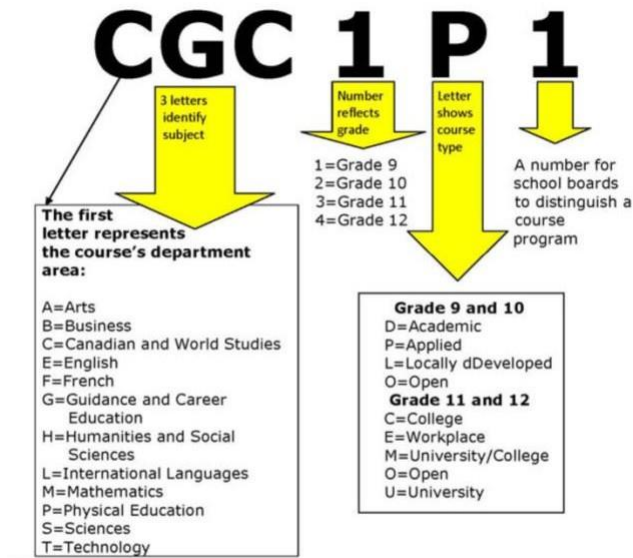 CGC 1 P 1
3 letters
identify
subject
Number
reflects
grade
Letter
shows
course
type
1=Grade 9
2=Grade 10
3=Grade 11
4=Grade 12
A number for
school boards
to distinguish a
course
program
The first
letter represents
the course's department
area:
A=Arts
B=Business
C=Canadian and World Studies
E=English
F=French
G=Guidance and Career
Education
H=Humanities and Social
Sciences
L=International Languages
M=Mathematics
P=Physical Education
S=Sciences
T=Technology
Grade 9 and 10
D=Academic
P=Applied
L=Locally dDeveloped
O=Open
Grade 11 and 12
C=College
E=Workplace
M=University/College
O=Open
U=University